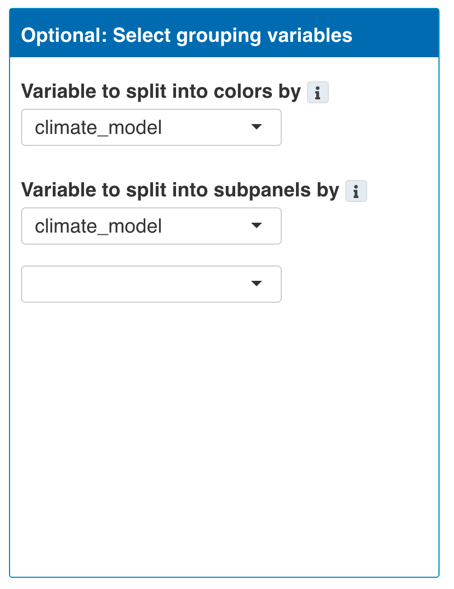 Optional: Select grouping variables
Variable to split into colors by i
climate_model
Variable to split into subpanels by i
climate_model